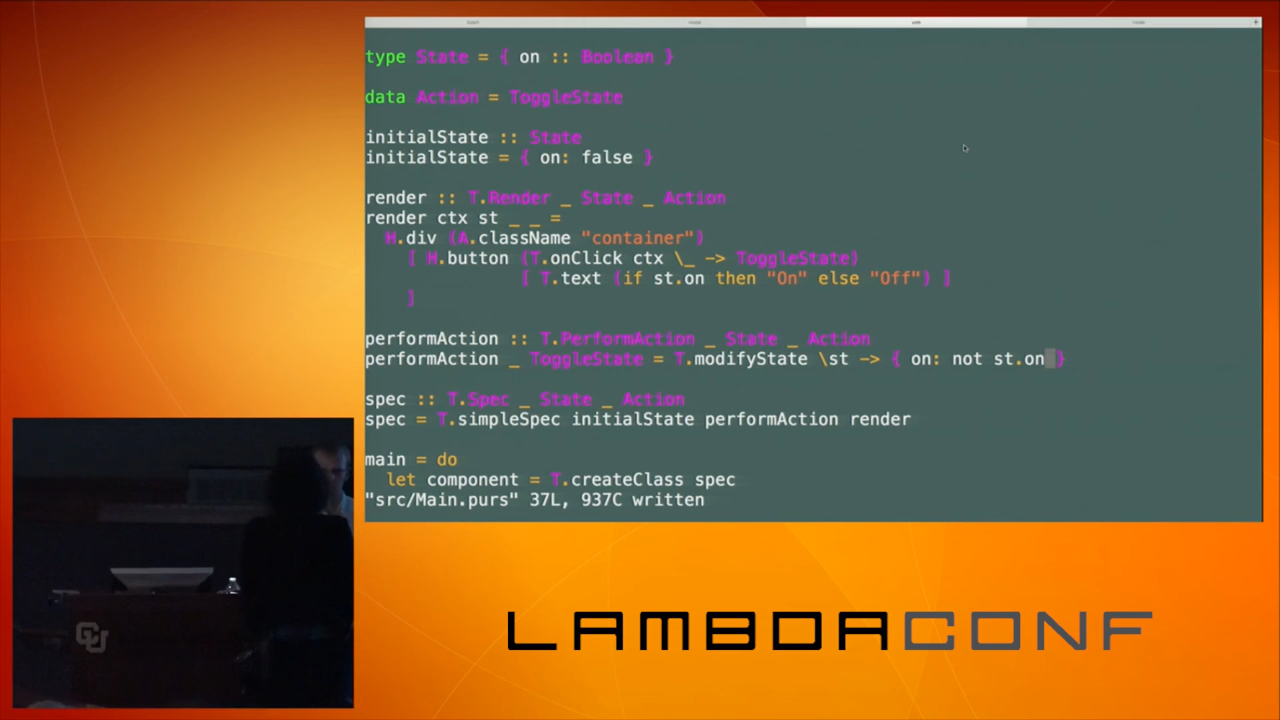 type State = { on :: Boolean }
data Action = ToggleState
initialState :: State
initialState = { on: false }
render :: T.Render _ State _ Action
render ctx st _ _ =
  H.div (A.className "container")
    [ H.button (T.onClick ctx \_ -> ToggleState)
               [ T.text (if st.on then "On" else "Off") ]
    ]
performAction :: T.PerformAction _ State _ Action
performAction _ ToggleState = T.modifyState \st -> { on: not st.on }
spec :: T.Spec _ State _ Action
spec = T.simpleSpec initialState performAction render
main = do
  let component = T.createClass spec
"src/Main.purs" 37L, 937C written
CU
LAMBDACONF